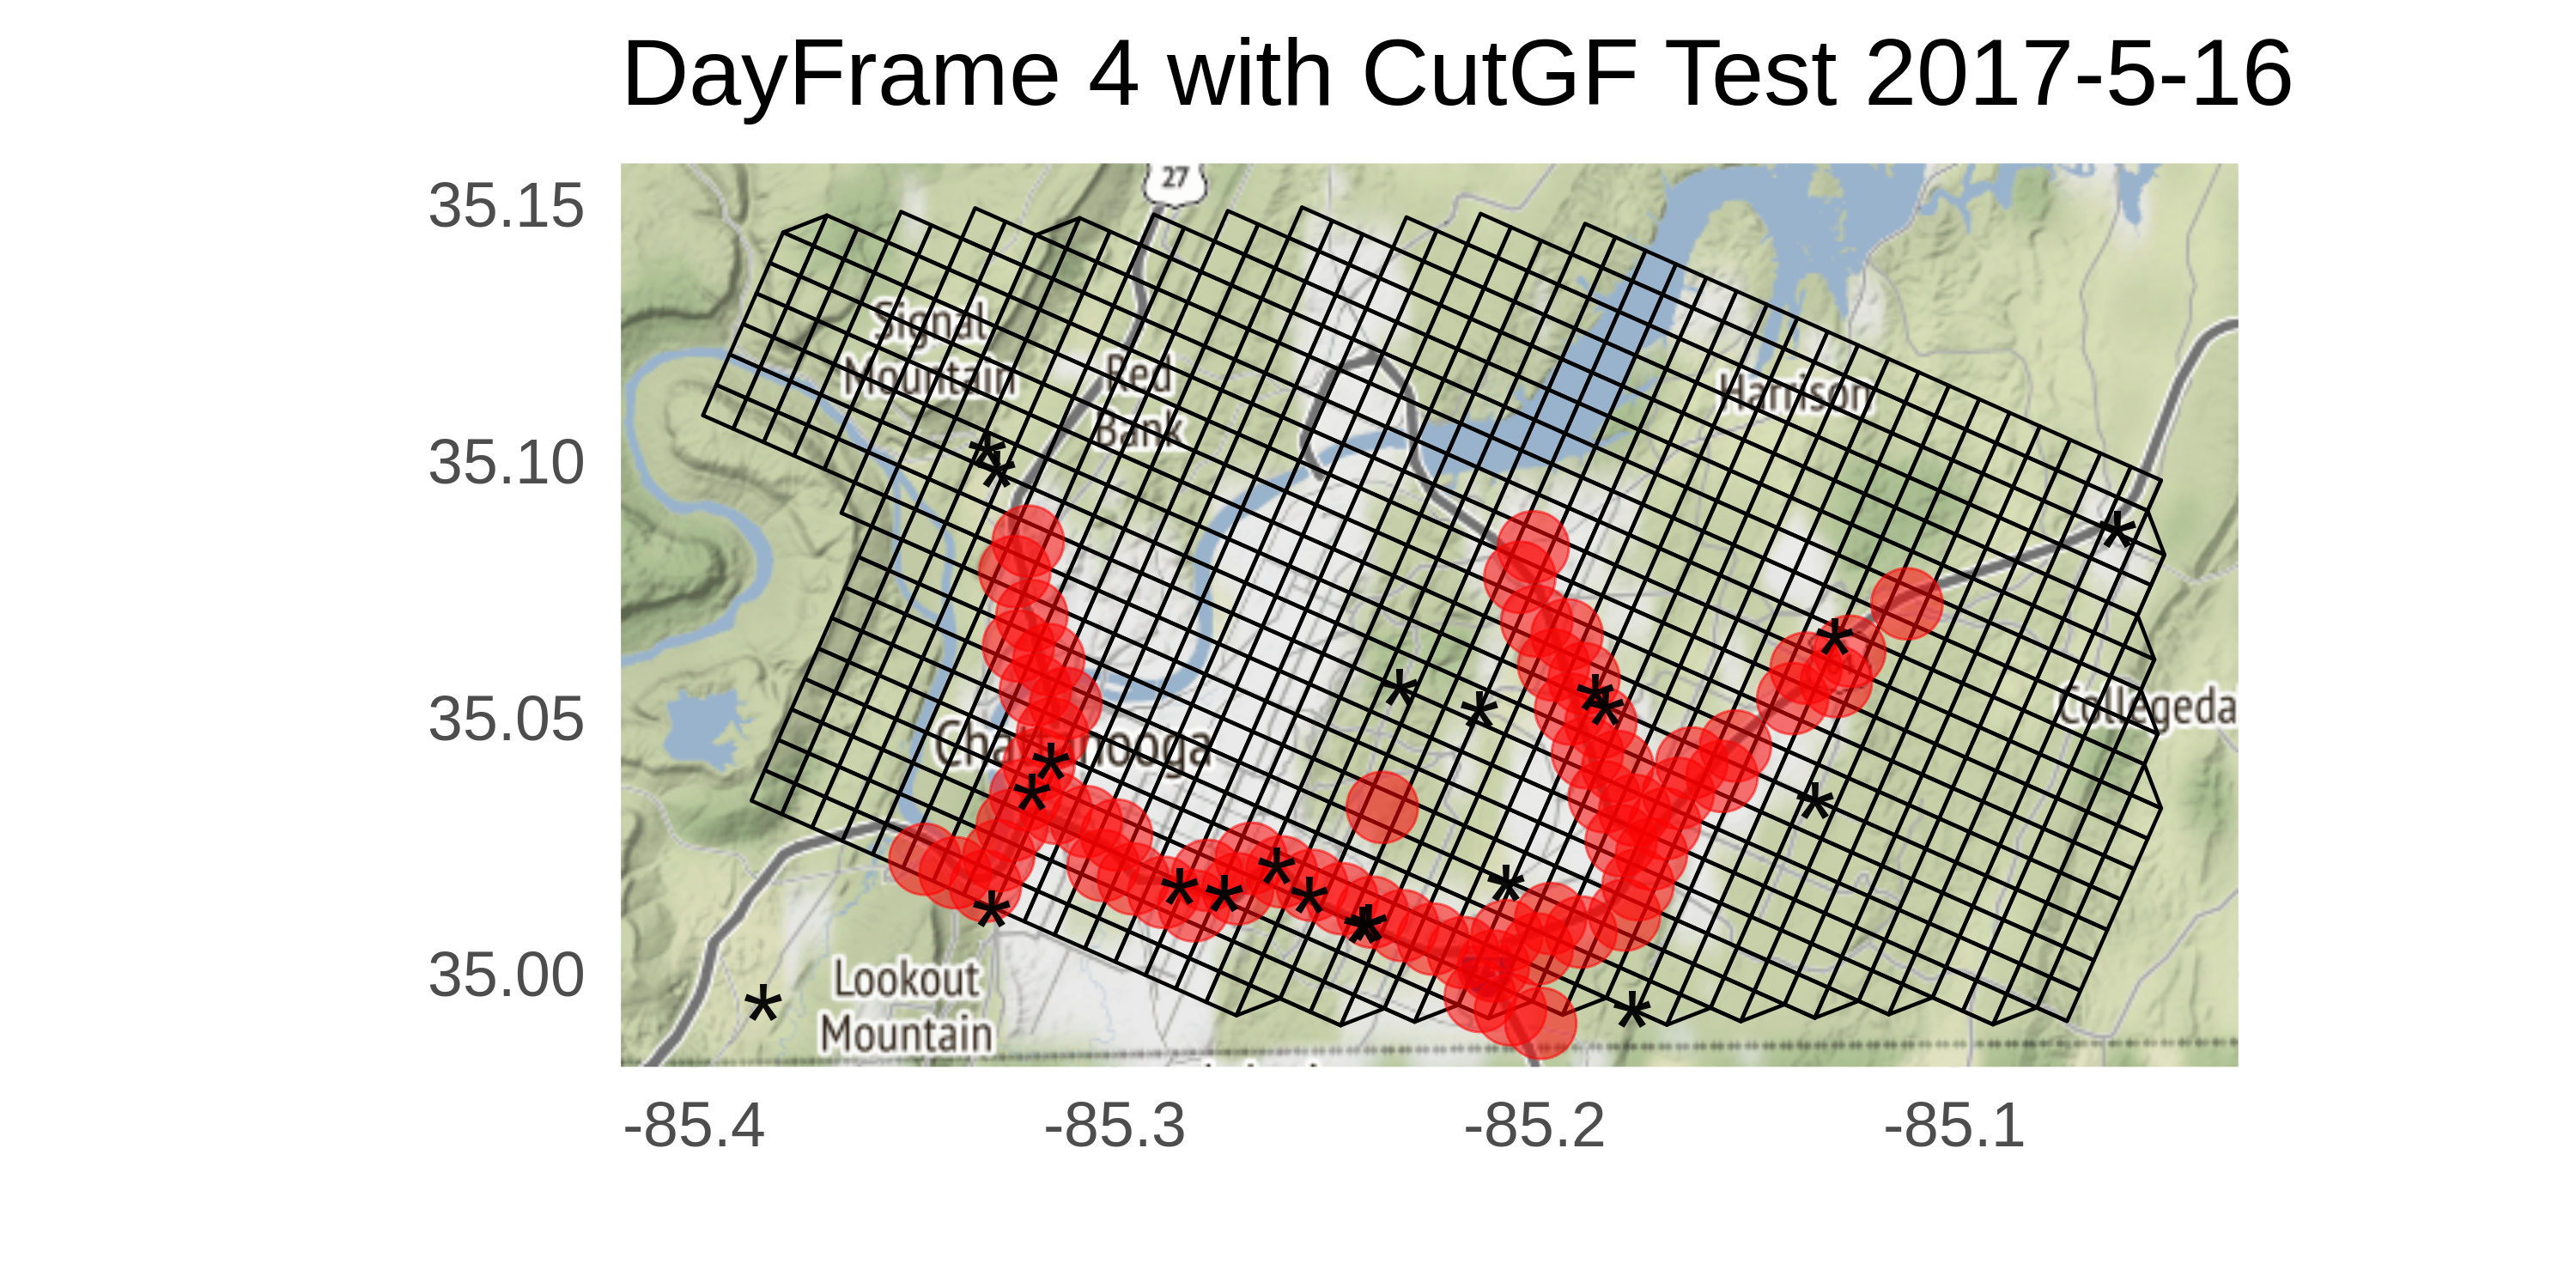 DayFrame 4 with CutGF Test 2017-5-16
35.15
35.10
35.05
35.00
27
Signal
Mountain
Red
Bank
Harrison
Collegeda
Chattanooga
Lookout
Mountain
-85.4
-85.3
-85.2
-85.1